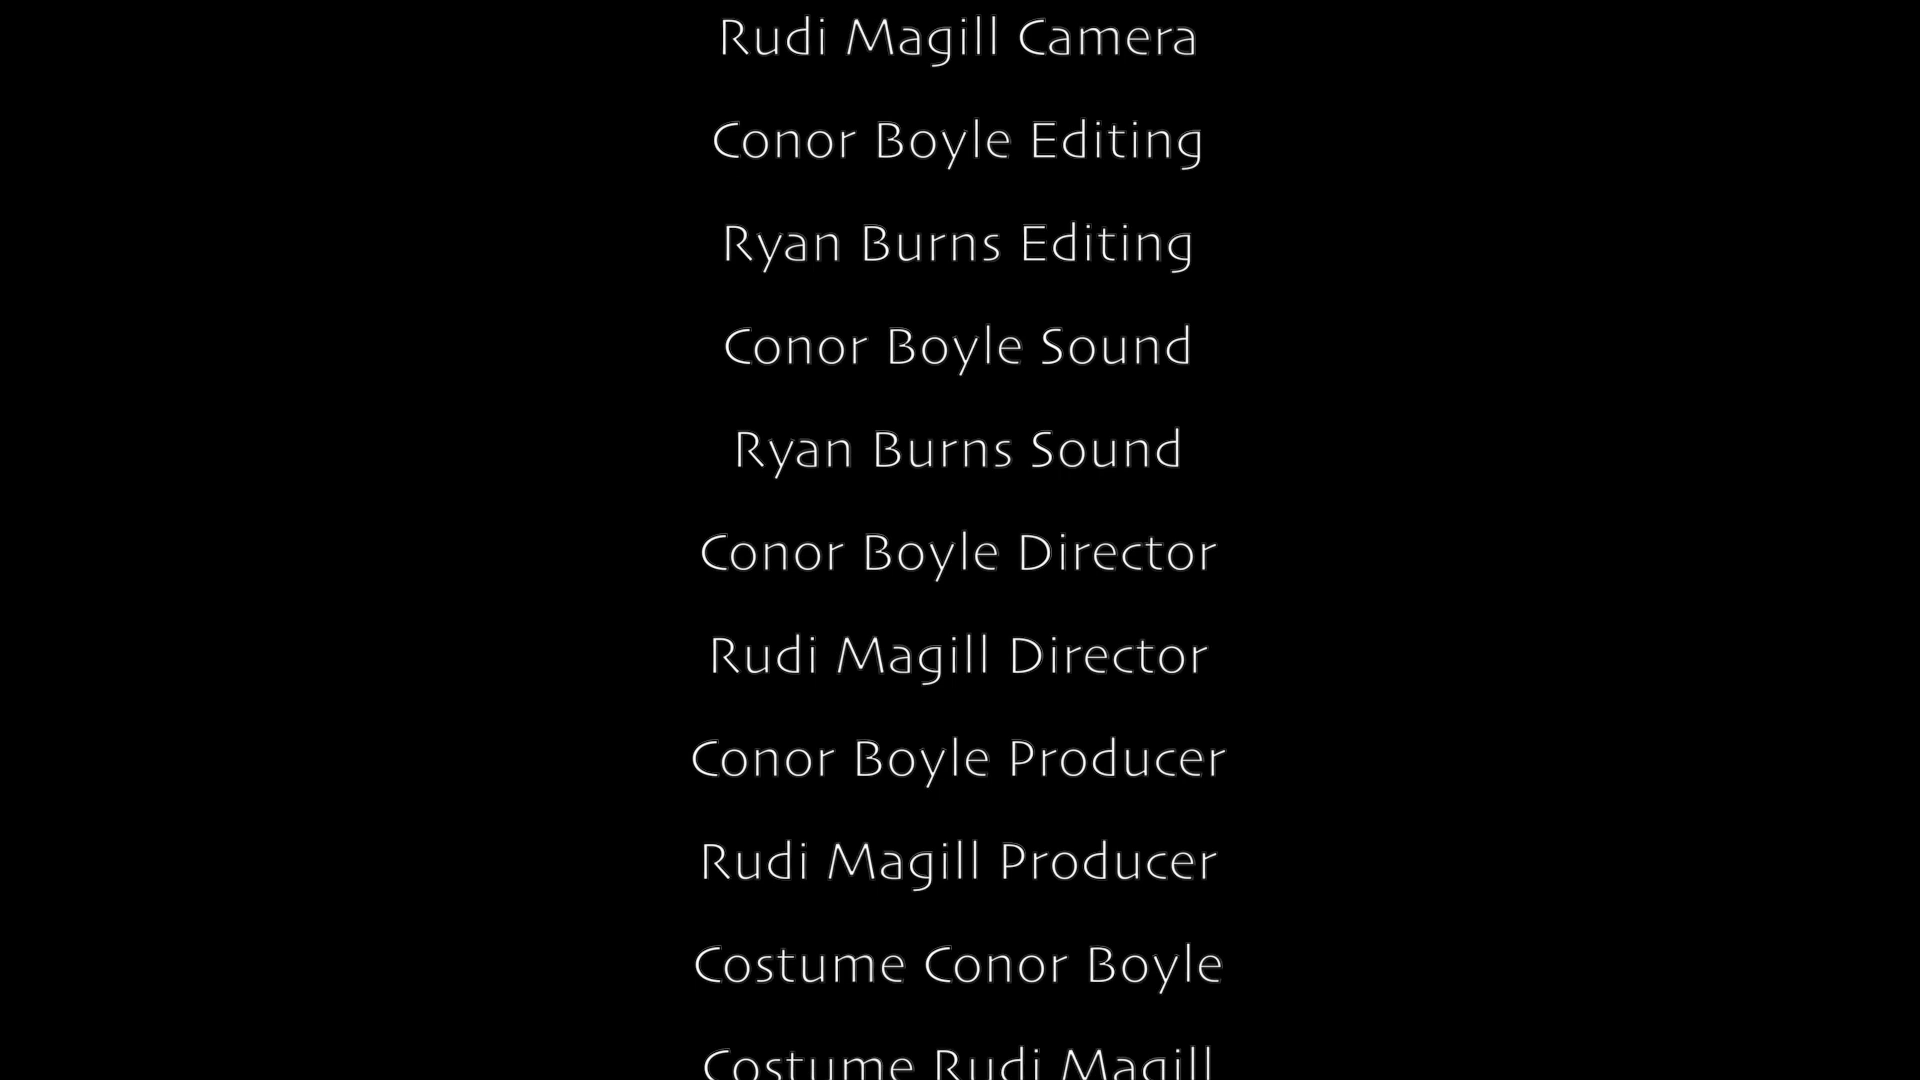 Rudi Magill Camera
Conor Boyle Editing
Ryan Burns Editing
Conor Boyle Sound
Ryan Burns Sound
Conor Boyle Director
Rudi Magill Director
Conor Boyle Producer
Rudi Magill Producer
Costume Conor Boyle
Costume Rudi Magill